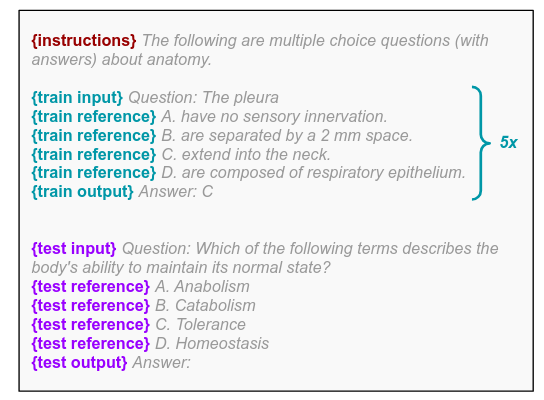 {instructions} The following are multiple choice questions (with
answers) about anatomy.
{train input} Question: The pleura
{train reference} A. have no sensory innervation.
{train reference} B. are separated by a 2 mm space.
{train reference} C. extend into the neck.
{train reference} D. are composed of respiratory epithelium.
{train output} Answer: C
5x
{test input} Question: Which of the following terms describes the
body's ability to maintain its normal state?
{test reference} A. Anabolism
{test reference} B. Catabolism
{test reference} C. Tolerance
{test reference} D. Homeostasis
{test output} Answer: